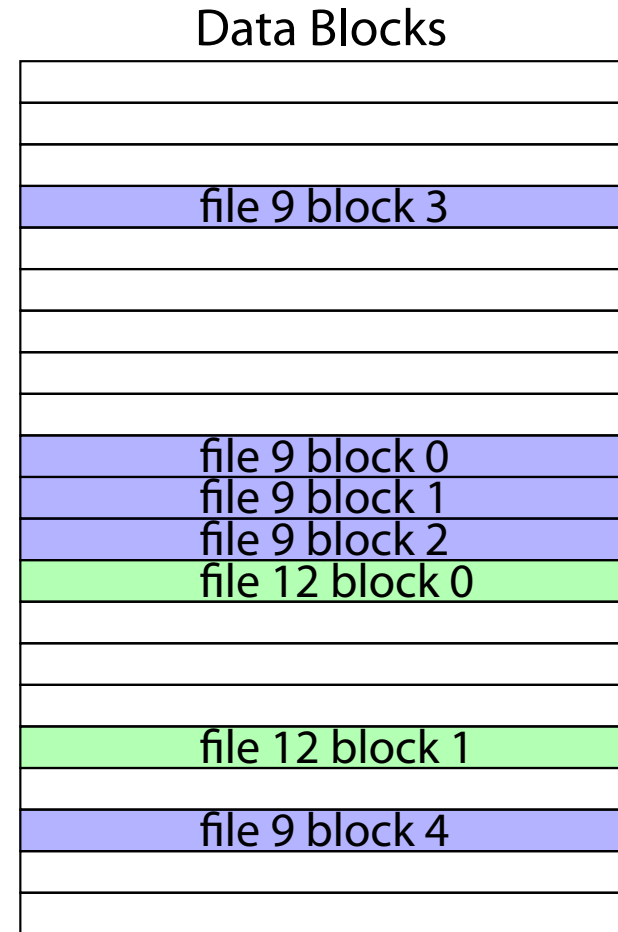 Data Blocks
file 9 block 3
file 9 block 0
file 9 block 1
file 9 block 2
file 12 block 0
file 12 block 1
file 9 block 4